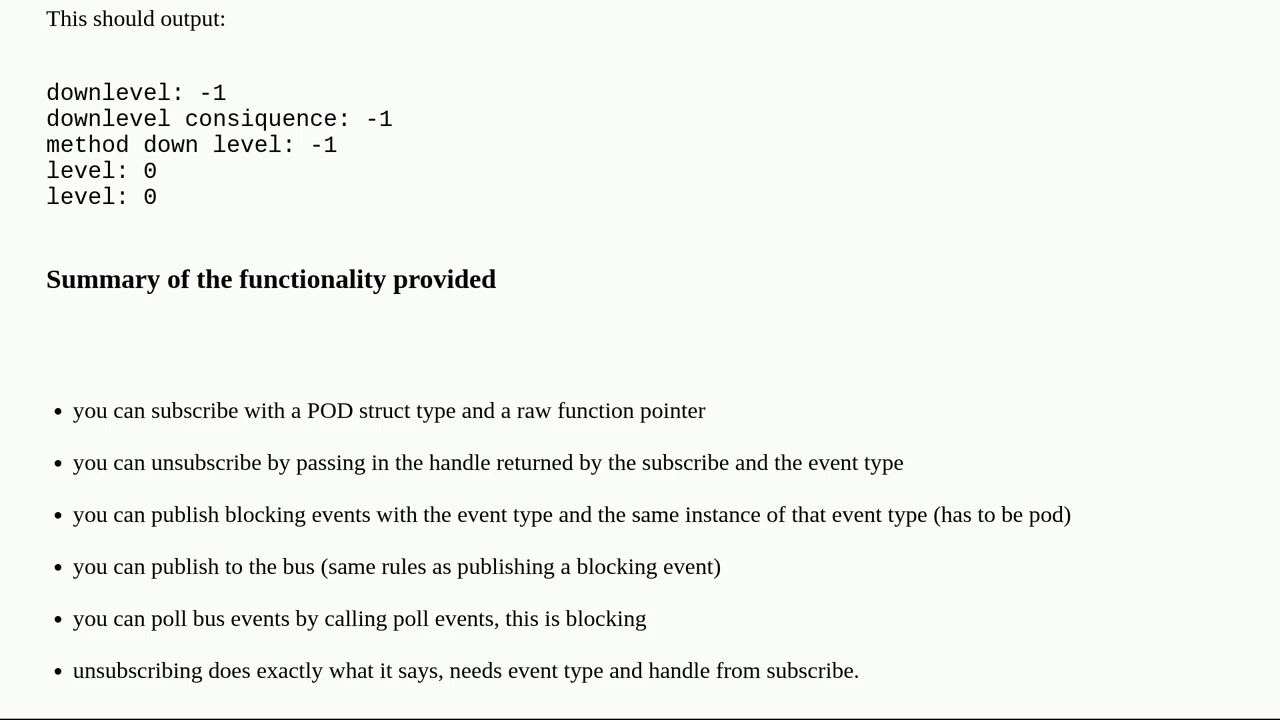 This should output:
downlevel: -1
downlevel consiquence: -1
method down level: -1
level: 0
level: 0
Summary of the functionality provided
• you can subscribe with a POD struct type and a raw function pointer
• you can unsubscribe by passing in the handle returned by the subscribe and the event type
• you can publish blocking events with the event type and the same instance of that event type (has to be pod)
• you can publish to the bus (same rules as publishing a blocking event)
• you can poll bus events by calling poll events, this is blocking
• unsubscribing does exactly what it says, needs event type and handle from subscribe.